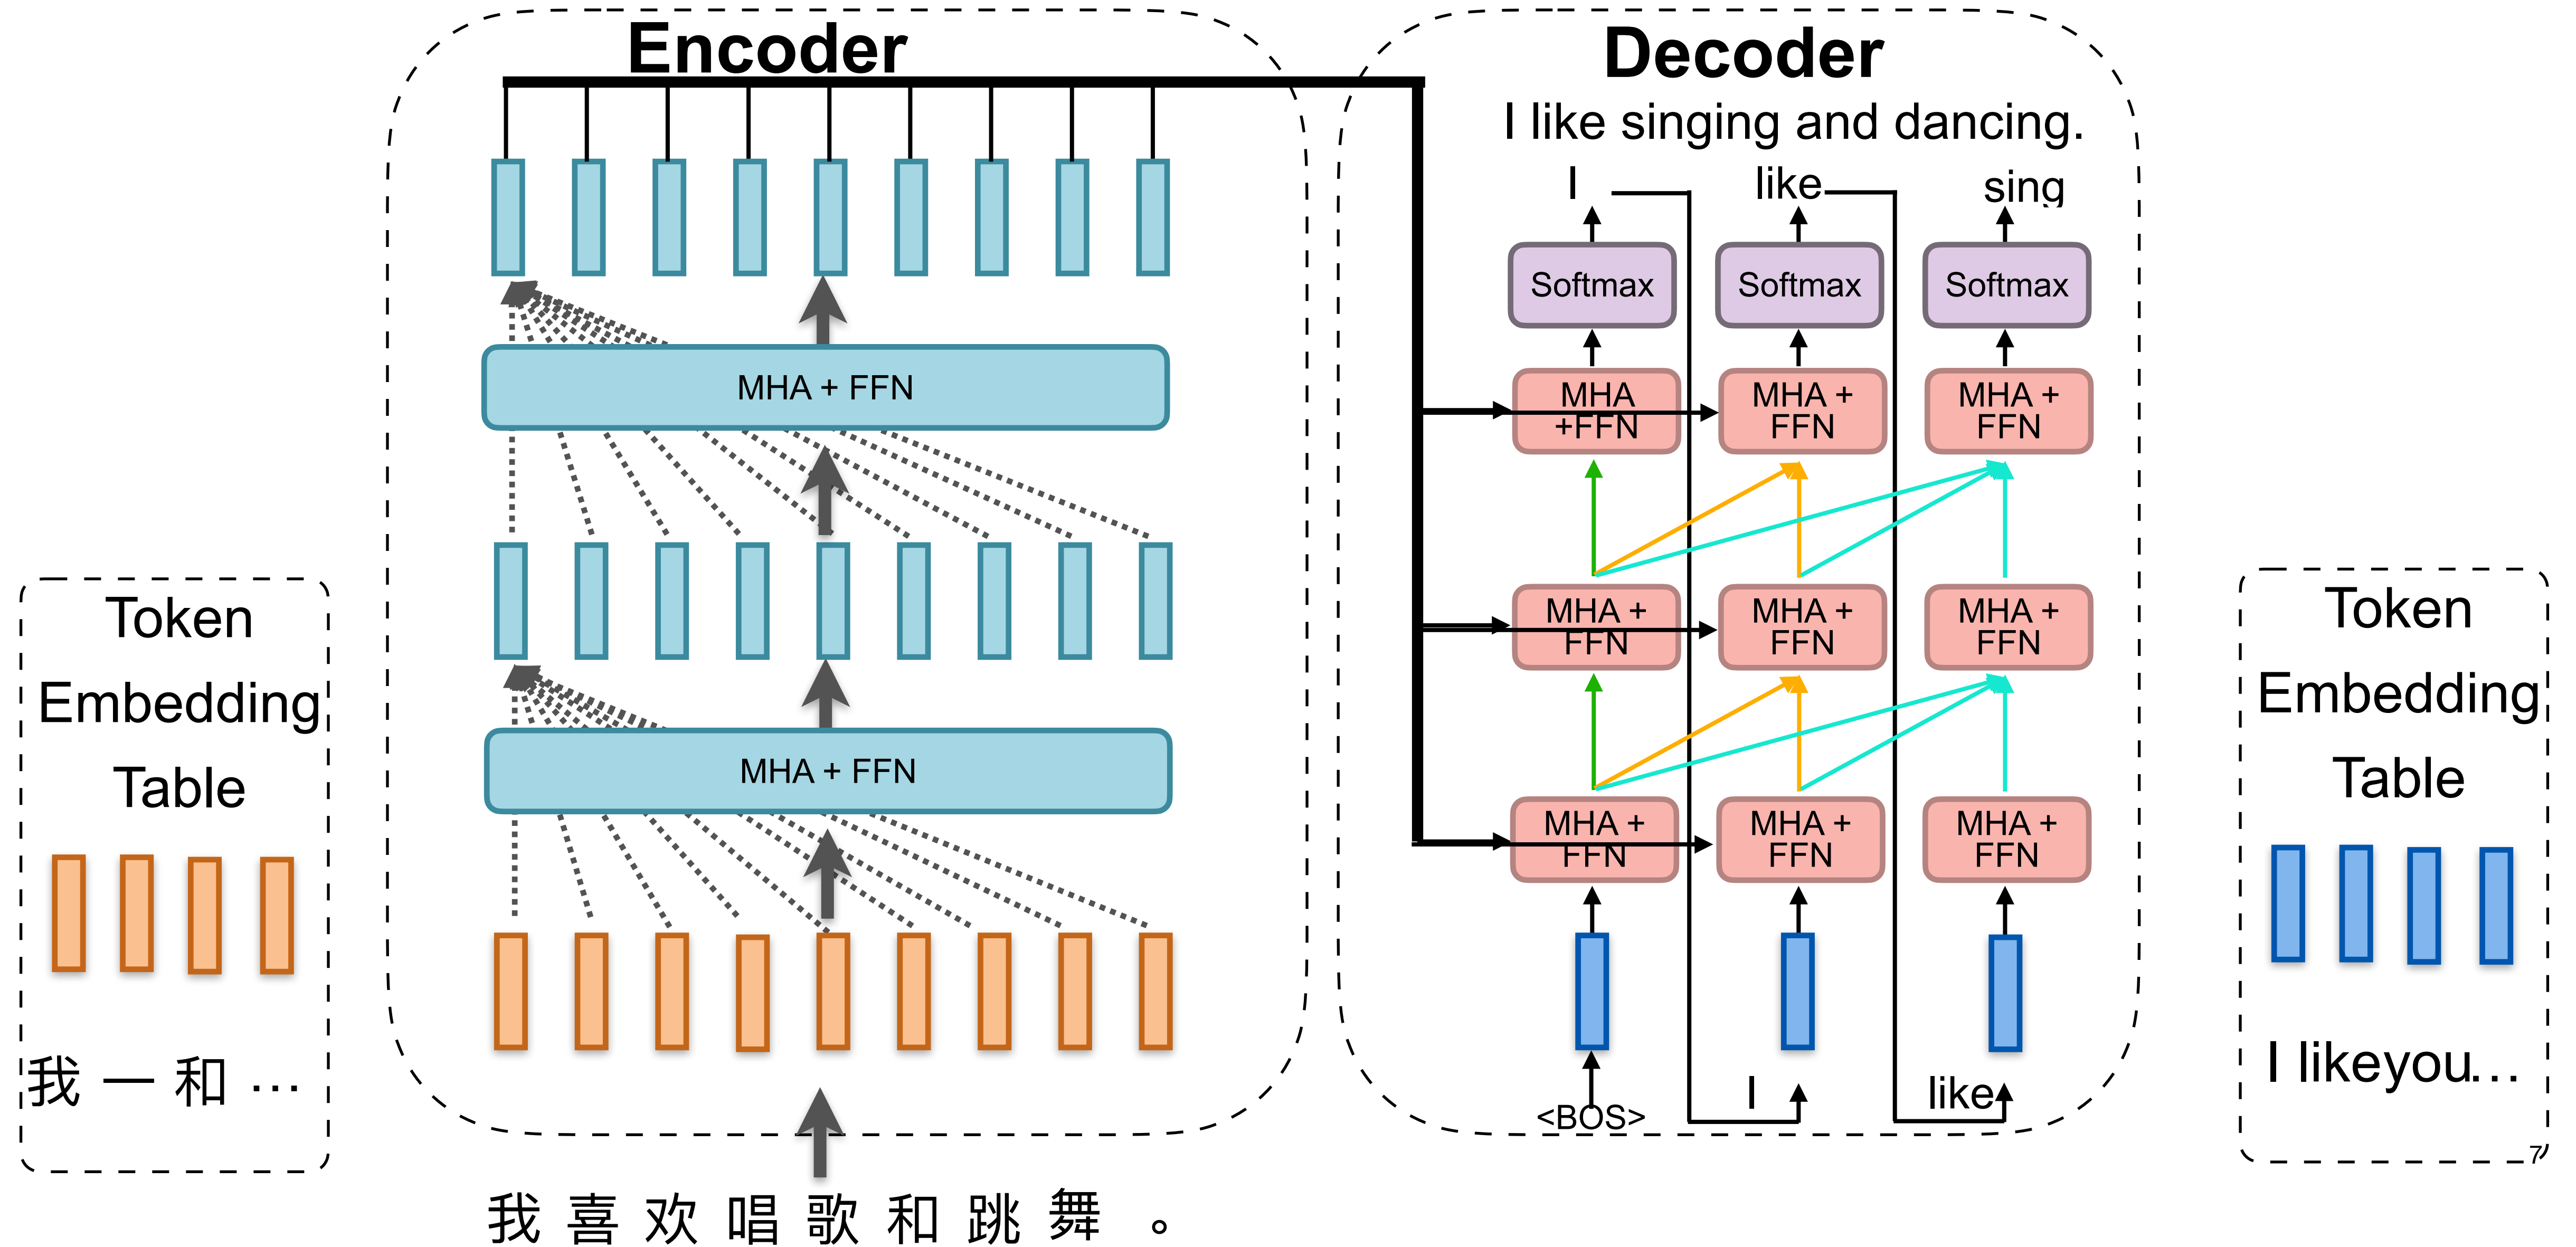 Encoder
MHA + FFN
MHA + FFN
我 喜 欢 唱 歌 和 跳 舞 。
Token
Embedding
Table
我 一 和 …
Decoder
I like singing and dancing.
I like sing
Softmax Softmax Softmax
MHA
+FFN
MHA +
FFN
MHA +
FFN
MHA +
FFN
MHA +
FFN
MHA +
FFN
MHA +
FFN
MHA +
FFN
MHA +
FFN
<BOS> I like
Token
Embedding
Table
I likeyou…
7